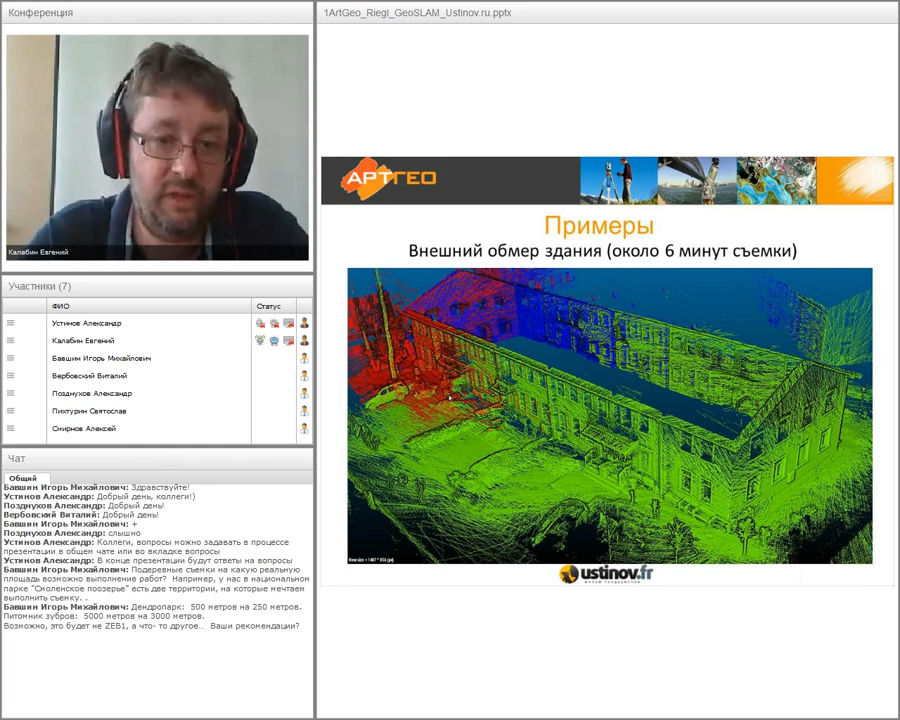 Конференция
Калабин Евгений
Участники (7)
ФИО Статус
Устинов Александр
Калабин Евгений
Бавшин Игорь Михайлович
Вербовский Виталий
Позднухов Александр
Пихтурин Святослав
Смирнов Алексей
Чат
Общий
Бавшин Игорь Михайлович: Здравствуйте!
Устинов Александр: Добрый день, коллеги!)
Позднухов Александр: Добрый день!
Вербовский Виталий: Добрый день!
Бавшин Игорь Михайлович: +
Позднухов Александр: слышно
Устинов Александр: Коллеги, вопросы можно задавать в процессе
презентации в общем чате или во вкладке вопросы
Устинов Александр: В конце презентации будут ответы на вопросы
Бавшин Игорь Михайлович: Подеревные съемки на какую реальную
площадь возможно выполнение работ? Например, у нас в национальном
парке "Смоленское поозерье" есть две территории, на которые мечтаем
выполнить съемку. .
Бавшин Игорь Михайлович: Дендропарк: 500 метров на 250 метров.
Питомник зубров: 5000 метров на 3000 метров.
Возможно, это будет не ZEB1, а что- то другое... Ваши рекомендации?
1ArtGeo_Riegl_GeoSLAM_Ustinov.ru.pptx
АРТГЕО
Примеры
Внешний обмер здания (около 6 минут съемки)
ustinov.fr